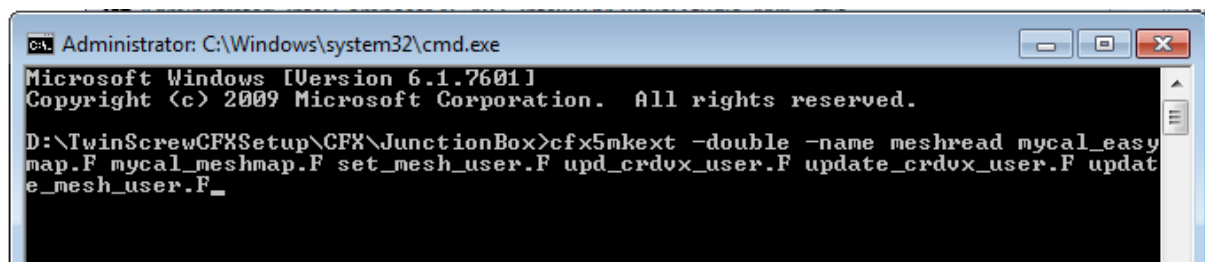 Administrator: C:\Windows\system32\cmd.exe
Microsoft Windows [Version 6.1.7601]
Copyright (c) 2009 Microsoft Corporation.  All rights reserved.
D:\TwinScrewCFXSetup\CFX\JunctionBox>cfx5mkext -double -name meshread mycal_easy
map.F mycal_meshmap.F set_mesh_user.F upd_crdvx_user.F update_crdvx_user.F updat
e_mesh_user.F_